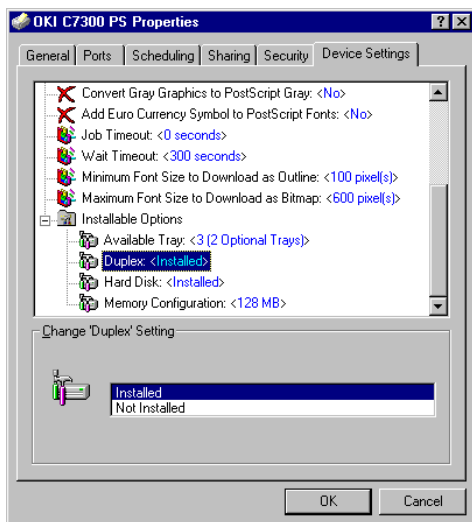 OKI C7300 PS Properties
General Ports Scheduling Sharing Security Device Settings
Convert Gray Graphics to PostScript Gray: <No>
Add Euro Currency Symbol to PostScript Fonts: <No>
Job Timeout: <0 seconds>
Wait Timeout: <300 seconds>
Minimum Font Size to Download as Outline: <100 pixel(s)>
Maximum Font Size to Download as Bitmap: <600 pixel(s)>
Installable Options
Available Tray: <3 (2 Optional Trays)>
Duplex: <Installed>
Hard Disk: <Installed>
Memory Configuration: <128 MB>
Change 'Duplex' Setting
Installed
Not Installed
OK Cancel